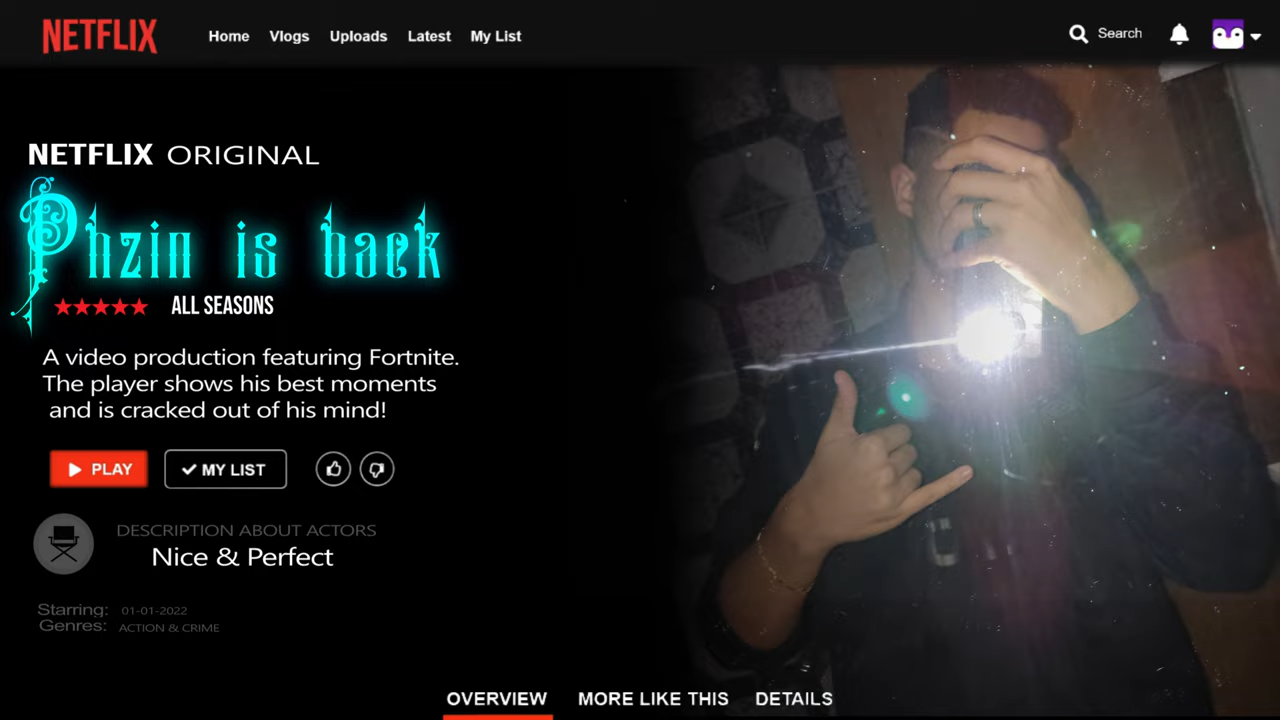 NETFLIX Home Vlogs Uploads Latest My List Search
NETFLIX ORIGINAL
Phzin is back
ALL SEASONS
A video production featuring Fortnite.
The player shows his best moments
and is cracked out of his mind!
PLAY MY LIST
DESCRIPTION ABOUT ACTORS
Nice & Perfect
Starring: 01-01-2022
Genres: ACTION & CRIME
OVERVIEW MORE LIKE THIS DETAILS